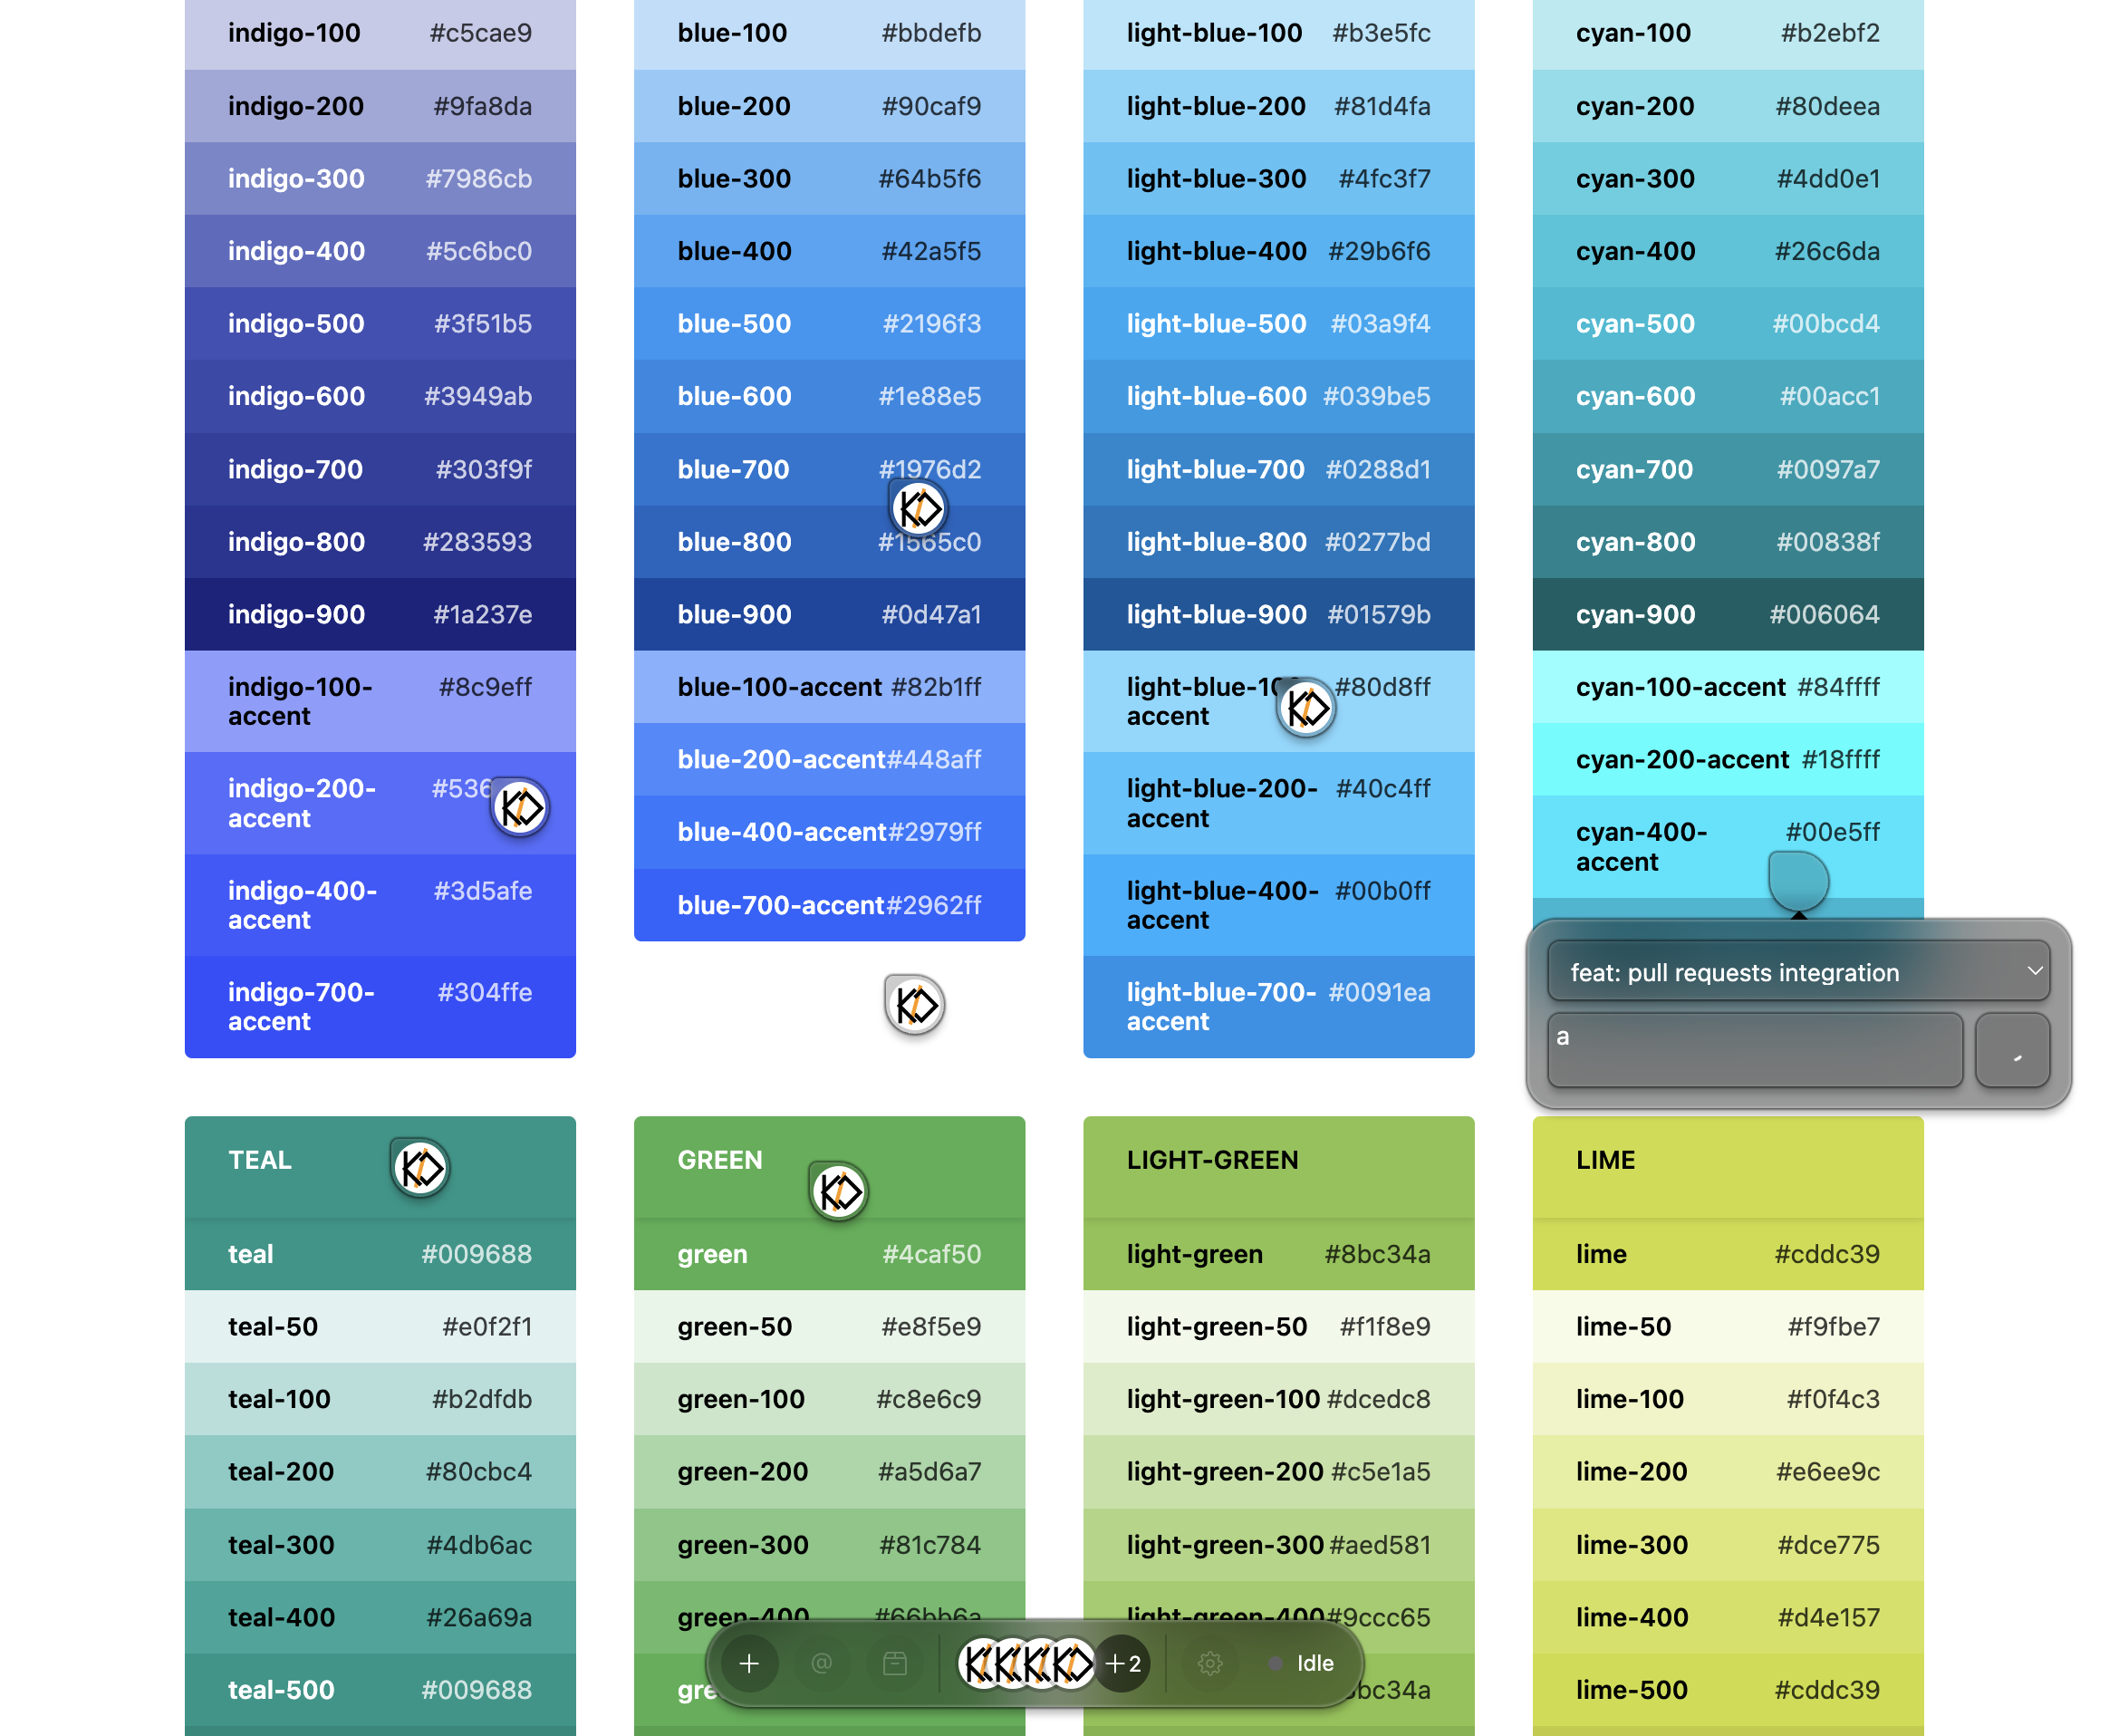 indigo-100 #c5cae9
indigo-200 #9fa8da
indigo-300 #7986cb
indigo-400 #5c6bc0
indigo-500 #3f51b5
indigo-600 #3949ab
indigo-700 #303f9f
indigo-800 #283593
indigo-900 #1a237e
indigo-100- #8c9eff
accent
indigo-200- #536
accent
indigo-400- #3d5afe
accent
indigo-700- #304ffe
accent
blue-100 #bbdefb
blue-200 #90caf9
blue-300 #64b5f6
blue-400 #42a5f5
blue-500 #2196f3
blue-600 #1e88e5
blue-700 #1976d2
blue-800 #1565c0
blue-900 #0d47a1
blue-100-accent #82b1ff
blue-200-accent #448aff
blue-400-accent #2979ff
blue-700-accent #2962ff
light-blue-100 #b3e5fc
light-blue-200 #81d4fa
light-blue-300 #4fc3f7
light-blue-400 #29b6f6
light-blue-500 #03a9f4
light-blue-600 #039be5
light-blue-700 #0288d1
light-blue-800 #0277bd
light-blue-900 #01579b
light-blue-10 #80d8ff
accent
light-blue-200- #40c4ff
accent
light-blue-400- #00b0ff
accent
light-blue-700- #0091ea
accent
cyan-100 #b2ebf2
cyan-200 #80deea
cyan-300 #4dd0e1
cyan-400 #26c6da
cyan-500 #00bcd4
cyan-600 #00acc1
cyan-700 #0097a7
cyan-800 #00838f
cyan-900 #006064
cyan-100-accent #84ffff
cyan-200-accent #18ffff
cyan-400- #00e5ff
accent
feat: pull requests integration
a
TEAL
teal #009688
teal-50 #e0f2f1
teal-100 #b2dfdb
teal-200 #80cbc4
teal-300 #4db6ac
teal-400 #26a69a
teal-500 #009688
GREEN
green #4caf50
green-50 #e8f5e9
green-100 #c8e6c9
green-200 #a5d6a7
green-300 #81c784
green-400 #66bb6a
gre
LIGHT-GREEN
light-green #8bc34a
light-green-50 #f1f8e9
light-green-100 #dcedc8
light-green-200 #c5e1a5
light-green-300 #aed581
light-green-400 #9ccc65
bc34a
LIME
lime #cddc39
lime-50 #f9fbe7
lime-100 #f0f4c3
lime-200 #e6ee9c
lime-300 #dce775
lime-400 #d4e157
lime-500 #cddc39
@ +2 Idle